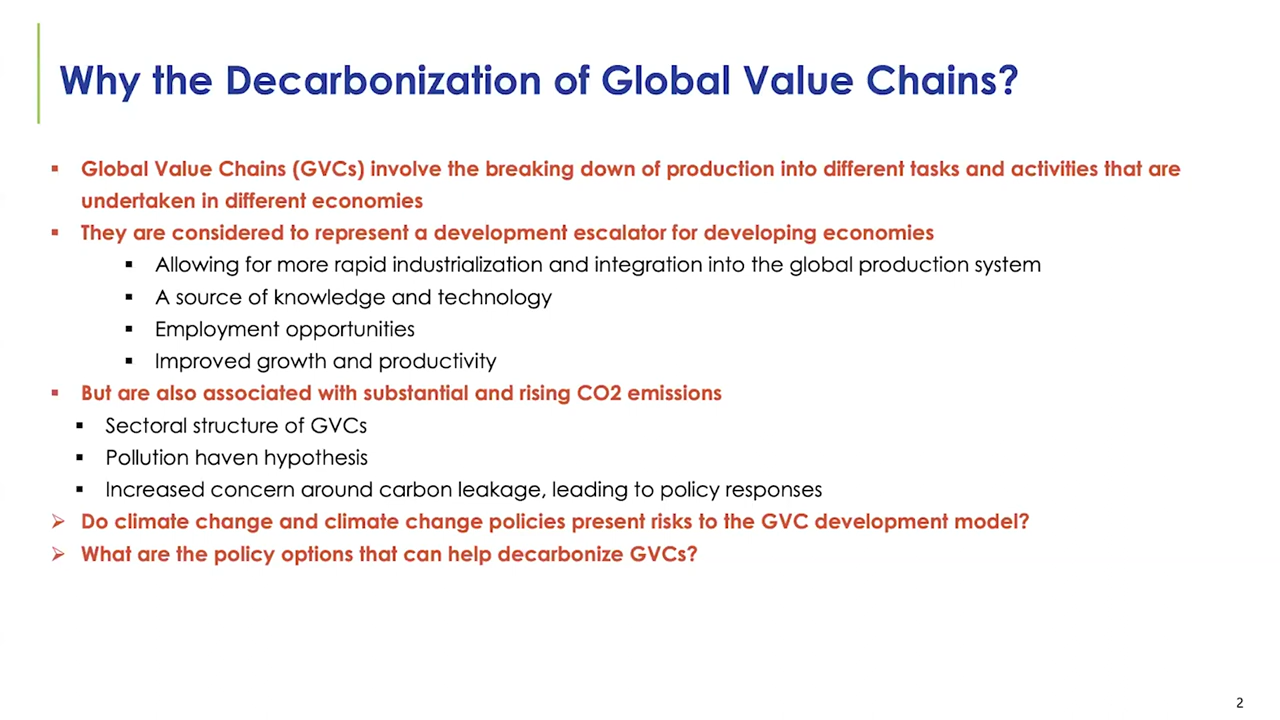 Why the Decarbonization of Global Value Chains?
▪ Global Value Chains (GVCs) involve the breaking down of production into different tasks and activities that are
undertaken in different economies
▪ They are considered to represent a development escalator for developing economies
▪ Allowing for more rapid industrialization and integration into the global production system
▪ A source of knowledge and technology
▪ Employment opportunities
▪ Improved growth and productivity
▪ But are also associated with substantial and rising CO2 emissions
▪ Sectoral structure of GVCs
▪ Pollution haven hypothesis
▪ Increased concern around carbon leakage, leading to policy responses
➢ Do climate change and climate change policies present risks to the GVC development model?
➢ What are the policy options that can help decarbonize GVCs?
2